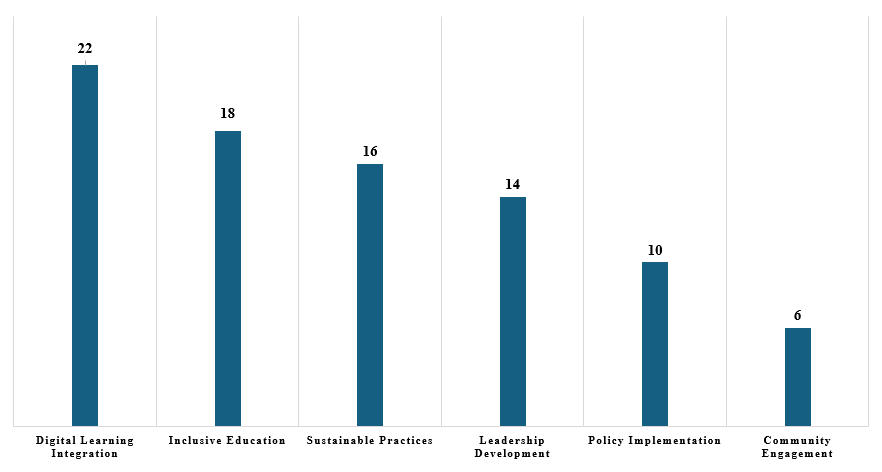 22
18
16
14
10
6
Digital Learning
Integration
Inclusive Education
Sustainable Practices
Leadership
Development
Policy Implementation
Community
Engagement